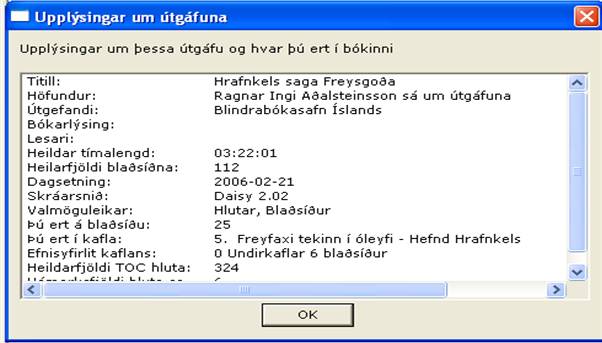 Upplýsingar um útgáfuna
Upplýsingar um þessa útgáfu og hvar þú ert í bókinni
Titill: Hrafnkels saga Freysgoða
Höfundur: Ragnar Ingi Aðalsteinsson sá um útgáfuna
Útgefandi: Blindrabókasafn Íslands
Bókarlýsing:
Lesari:
Heildar tímalengd: 03:22:01
Heilarfjöldi blaðsíðna: 112
Dagsetning: 2006-02-21
Skráarsnið: Daisy 2.02
Valmöguleikar: Hlutar, Blaðsíður
Þú ert á blaðsíðu: 25
Þú ert í kafla: 5. Freyfaxi tekinn í óleyfi - Hefnd Hrafnkels
Efnisyfirlit kaflans: 0 Undirkaflar 6 blaðsíður
Heildarfjöldi TOC hluta: 324
OK